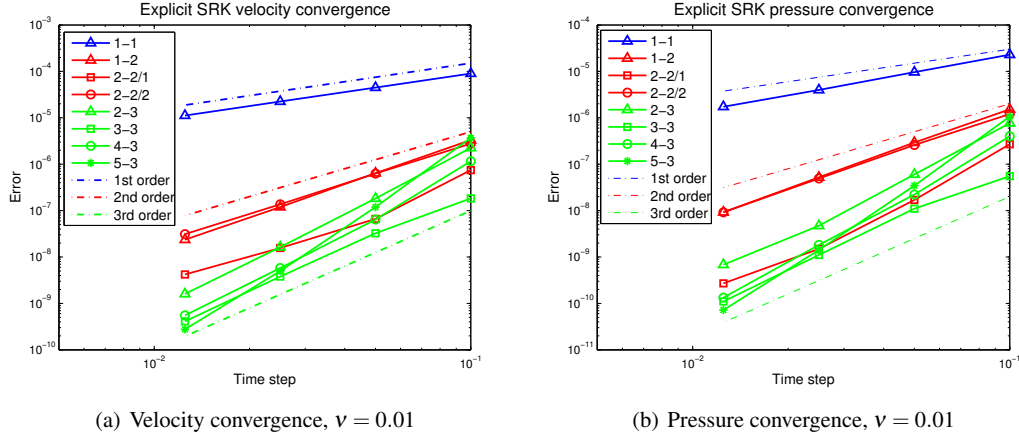 Explicit SRK velocity convergence
10−3
10−4
10−5
10−6
10−7
10−8
10−9
10−10
Error
1−1
1−2
2−2/1
2−2/2
2−3
3−3
4−3
5−3
1st order
2nd order
3rd order
10−2
10−1
Time step
(a) Velocity convergence, ν = 0.01
Explicit SRK pressure convergence
10−4
10−5
10−6
10−7
10−8
10−9
10−10
10−11
Error
1−1
1−2
2−2/1
2−2/2
2−3
3−3
4−3
5−3
1st order
2nd order
3rd order
10−2
10−1
Time step
(b) Pressure convergence, ν = 0.01